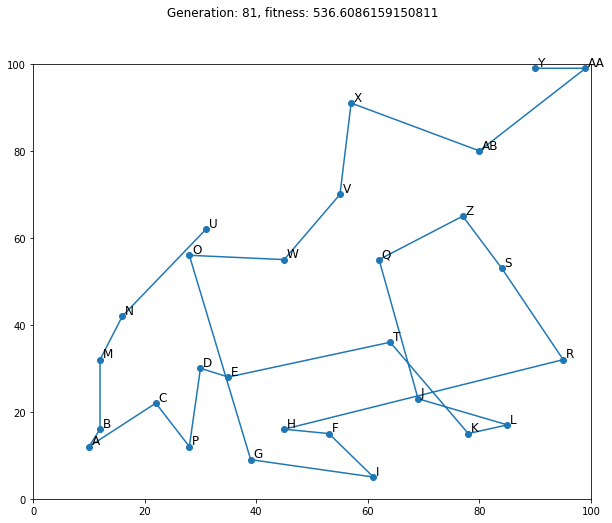 Generation: 81, fitness: 536.6086159150811
100
Y
AA
X
80
AB
V
Z
U
60
O
W
Q
S
N
40
T
M
R
D
E
C
J
20
B
H
F
L
K
A
P
G
I
0
0
20
40
60
80
100